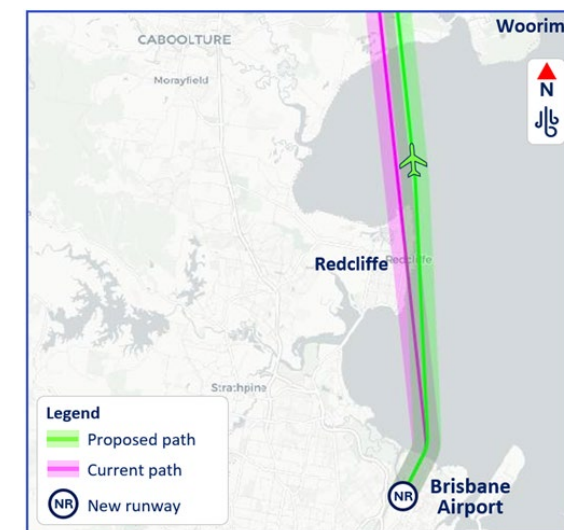 Woorim
CABOOLTURE
Morayfield
N
Redcliffe
Redcliffe
Strathpine
Legend
Proposed path
Current path
NR New runway
NR
Brisbane
Airport